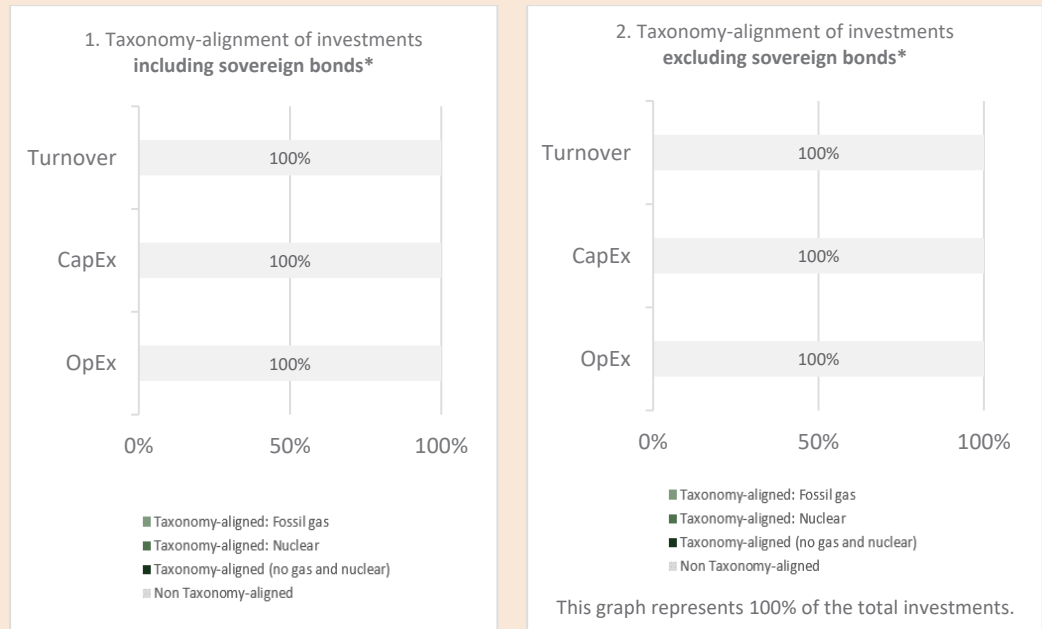 1. Taxonomy-alignment of investments
including sovereign bonds*
Turnover
100%
CapEx
100%
OpEx
100%
0%
50%
100%
Taxonomy-aligned: Fossil gas
Taxonomy-aligned: Nuclear
Taxonomy-aligned (no gas and nuclear)
Non Taxonomy-aligned
2. Taxonomy-alignment of investments
excluding sovereign bonds*
Turnover
100%
CapEx
100%
OpEx
100%
0%
50%
100%
Taxonomy-aligned: Fossil gas
Taxonomy-aligned: Nuclear
Taxonomy-aligned (no gas and nuclear)
Non Taxonomy-aligned
This graph represents 100% of the total investments.